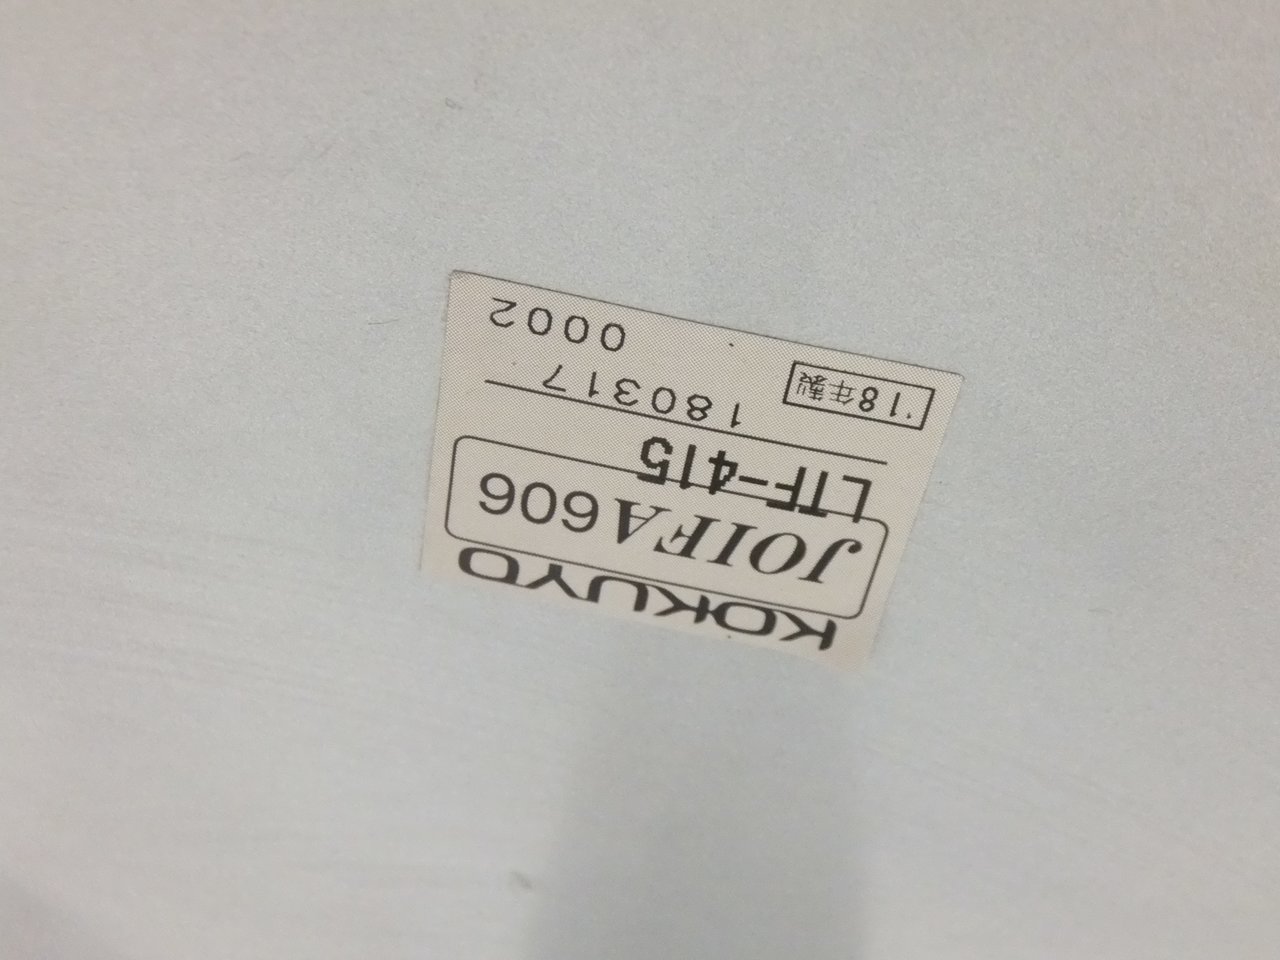 KOKUYO
JOIFA606
LTF-415
180317
'18年製
0002